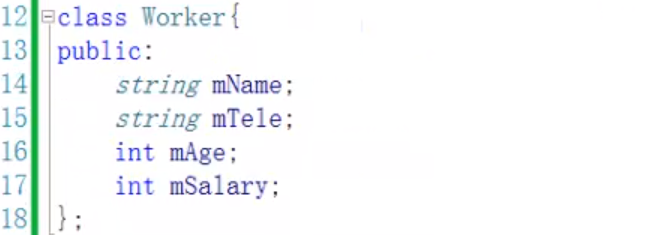 12 class Worker{
13 public:
14     string mName;
15     string mTele;
16     int mAge;
17     int mSalary;
18 };